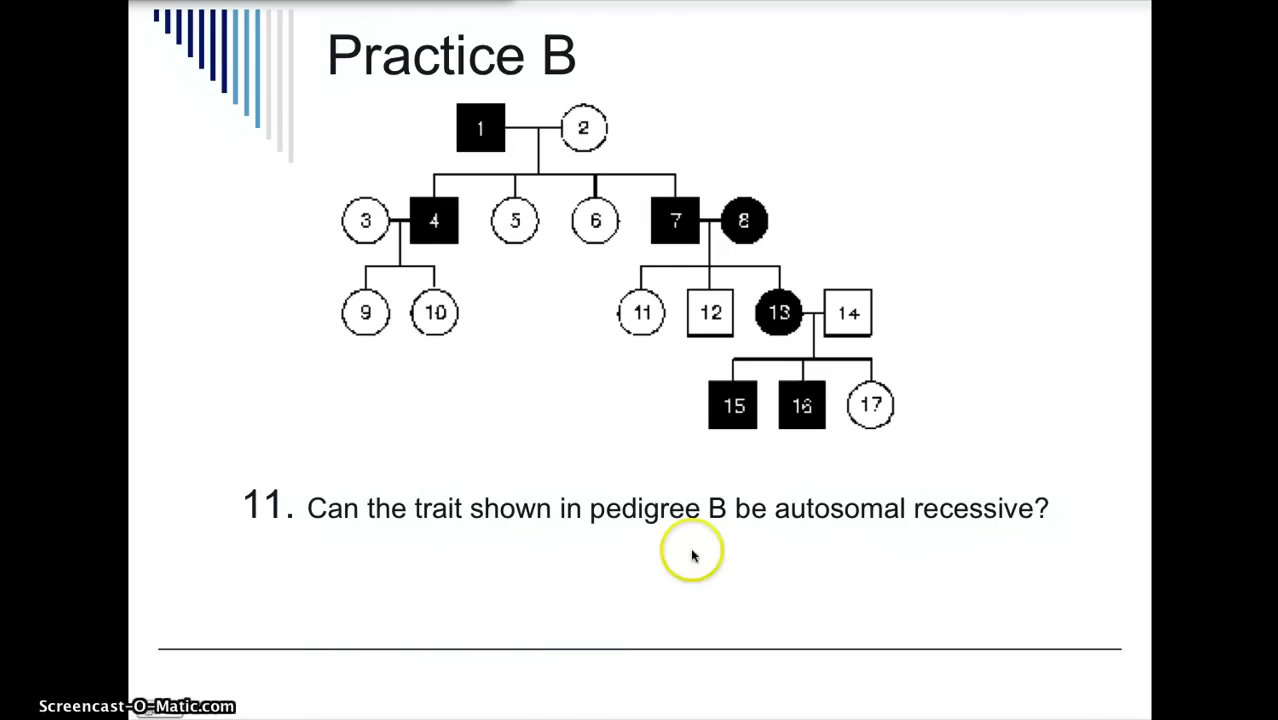 Practice B
1 2
3 4 5 6 7 8
9 10 11 12 13 14
15 16 17
11. Can the trait shown in pedigree B be autosomal recessive?
Screencast-O-Matic.com